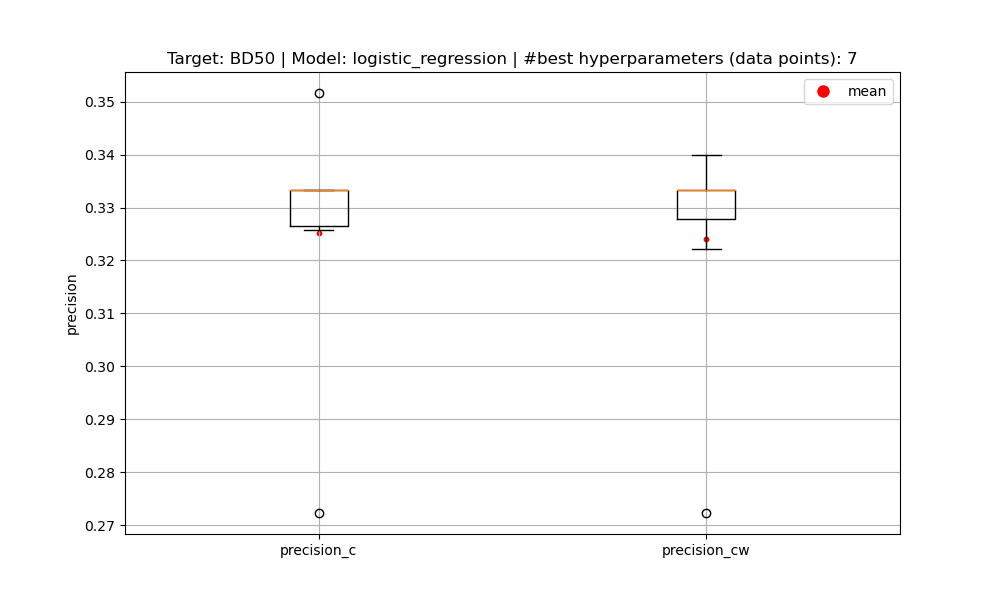 Target: BD50 | Model: logistic_regression | #best hyperparameters (data points): 7
mean
precision
0.35
0.34
0.33
0.32
0.31
0.30
0.29
0.28
0.27
precision_c
precision_cw